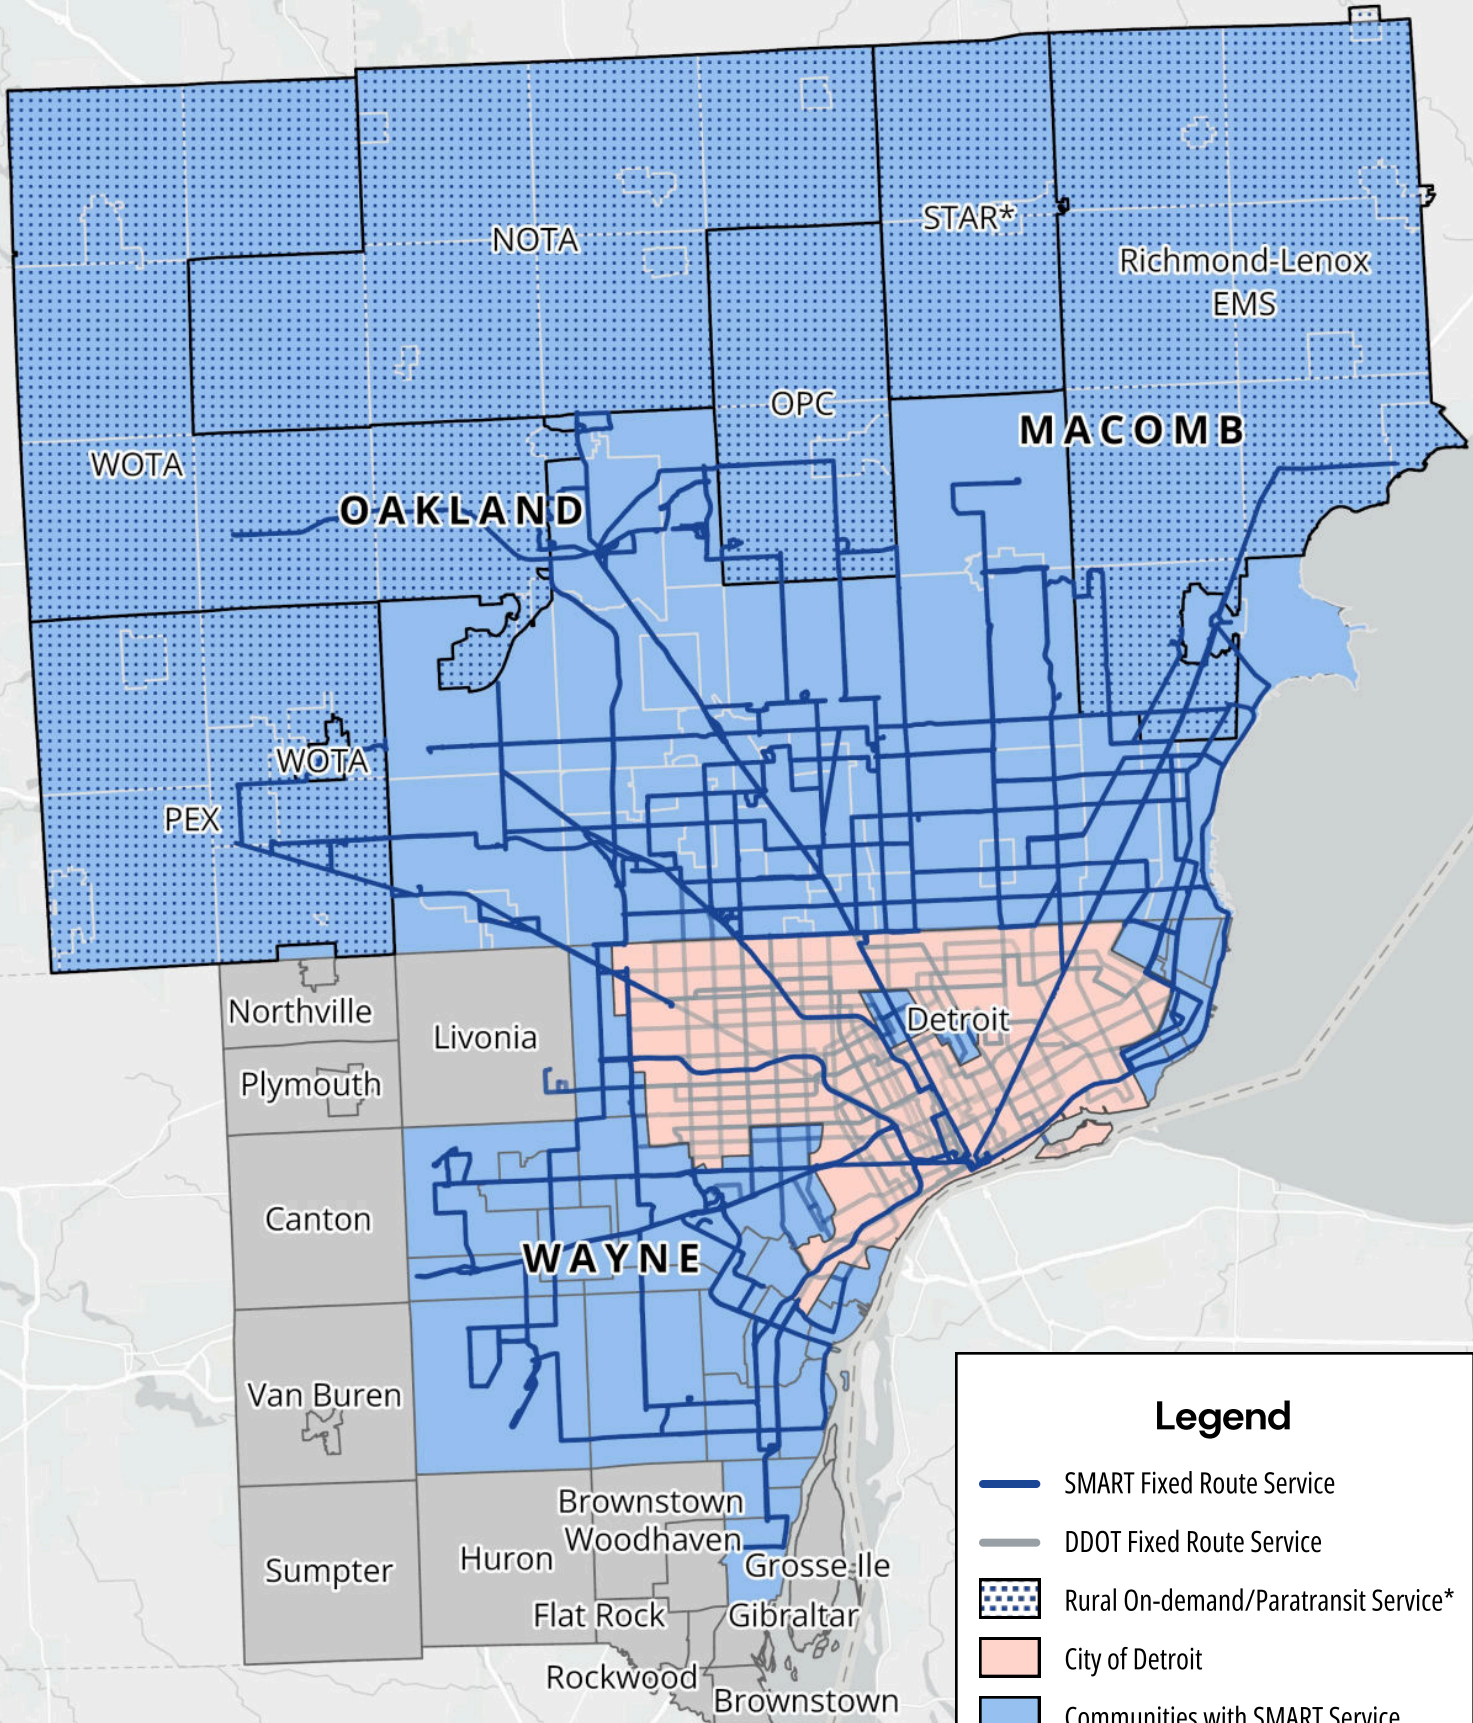 NOTA
STAR*
Richmond-Lenox
EMS
OPC
MACOMB
WOTA
OAKLAND
WOTA
PEX
Northville
Livonia
Detroit
Plymouth
Canton
WAYNE
Van Buren
Brownstown
Woodhaven
Huron
Grosse Ile
Sumpter
Flat Rock
Gibraltar
Rockwood
Brownstown
Legend
SMART Fixed Route Service
DDOT Fixed Route Service
Rural On-demand/Paratransit Service*
City of Detroit
Communities with SMART Service